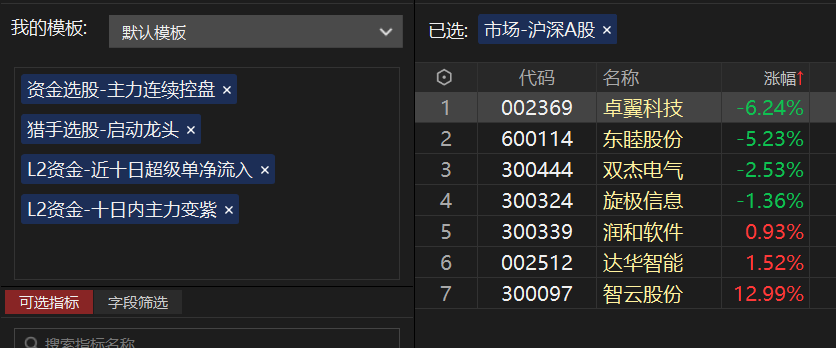 我的模板: 默认模板
资金选股-主力连续控盘 ×
猎手选股-启动龙头 ×
L2资金-近十日超级单净流入 ×
L2资金-十日内主力变紫 ×
可选指标 字段筛选
搜索指标名称
已选: 市场-沪深A股 ×
代码 名称 涨幅↑
1 002369 卓翼科技 -6.24%
2 600114 东睦股份 -5.23%
3 300444 双杰电气 -2.53%
4 300324 旋极信息 -1.36%
5 300339 润和软件 0.93%
6 002512 达华智能 1.52%
7 300097 智云股份 12.99%